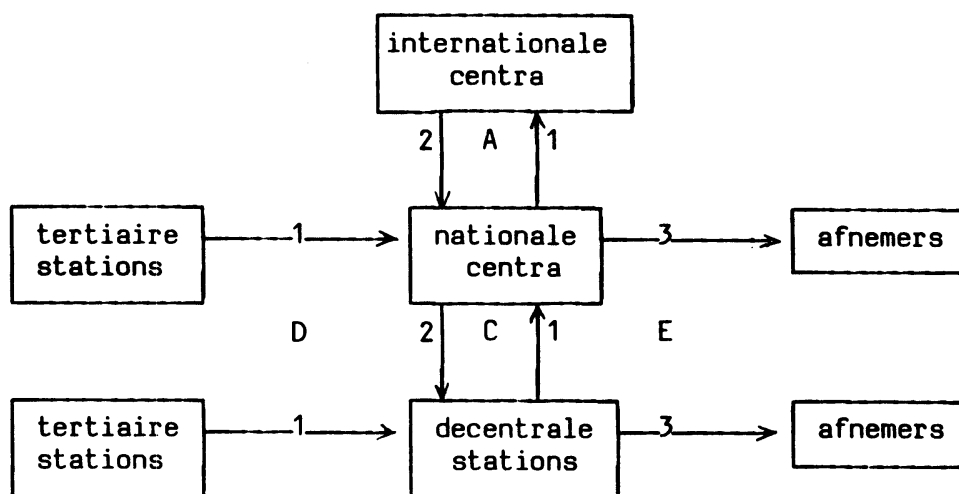 internationale
centra
2 A 1
tertiaire
stations
1
nationale
centra
3
afnemers
D 2 C 1 E
tertiaire
stations
1
decentrale
stations
3
afnemers